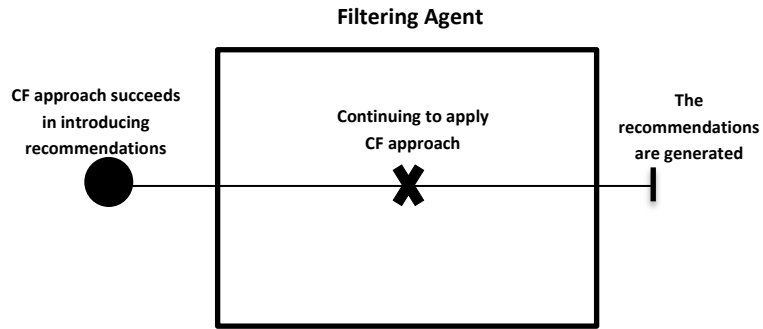 Filtering Agent
CF approach succeeds
in introducing
recommendations
Continuing to apply
CF approach
The
recommendations
are generated